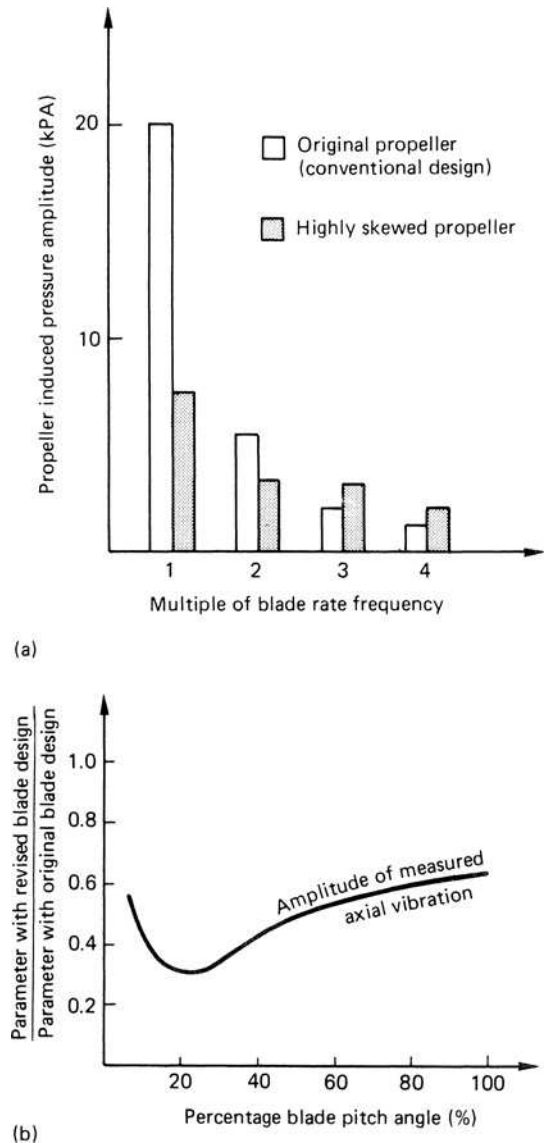 Propeller induced pressure amplitude (kPA)
20
10
Original propeller
(conventional design)
Highly skewed propeller
1 2 3 4
Multiple of blade rate frequency
(a)
Parameter with revised blade design
Parameter with original blade design
1.0
0.8
0.6
0.4
0.2
Amplitude of measured
axial vibration
20 40 60 80 100
Percentage blade pitch angle (%)
(b)